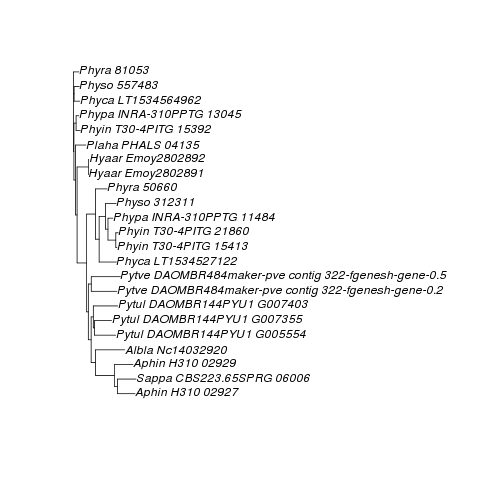 Phyra 81053
Physo 557483
Phyca LT1534564962
Phypa INRA-310PPTG 13045
Phyin T30-4PITG 15392
Plaha PHALS 04135
Hyaar Emoy2802892
Hyaar Emoy2802891
Phyra 50660
Physo 312311
Phypa INRA-310PPTG 11484
Phyin T30-4PITG 21860
Phyin T30-4PITG 15413
Phyca LT1534527122
Pytve DAOMBR484maker-pve contig 322-fgenesh-gene-0.5
Pytve DAOMBR484maker-pve contig 322-fgenesh-gene-0.2
Pytul DAOMBR144PYU1 G007403
Pytul DAOMBR144PYU1 G007355
Pytul DAOMBR144PYU1 G005554
Albla Nc14032920
Aphin H310 02929
Sappa CBS223.65SPRG 06006
Aphin H310 02927